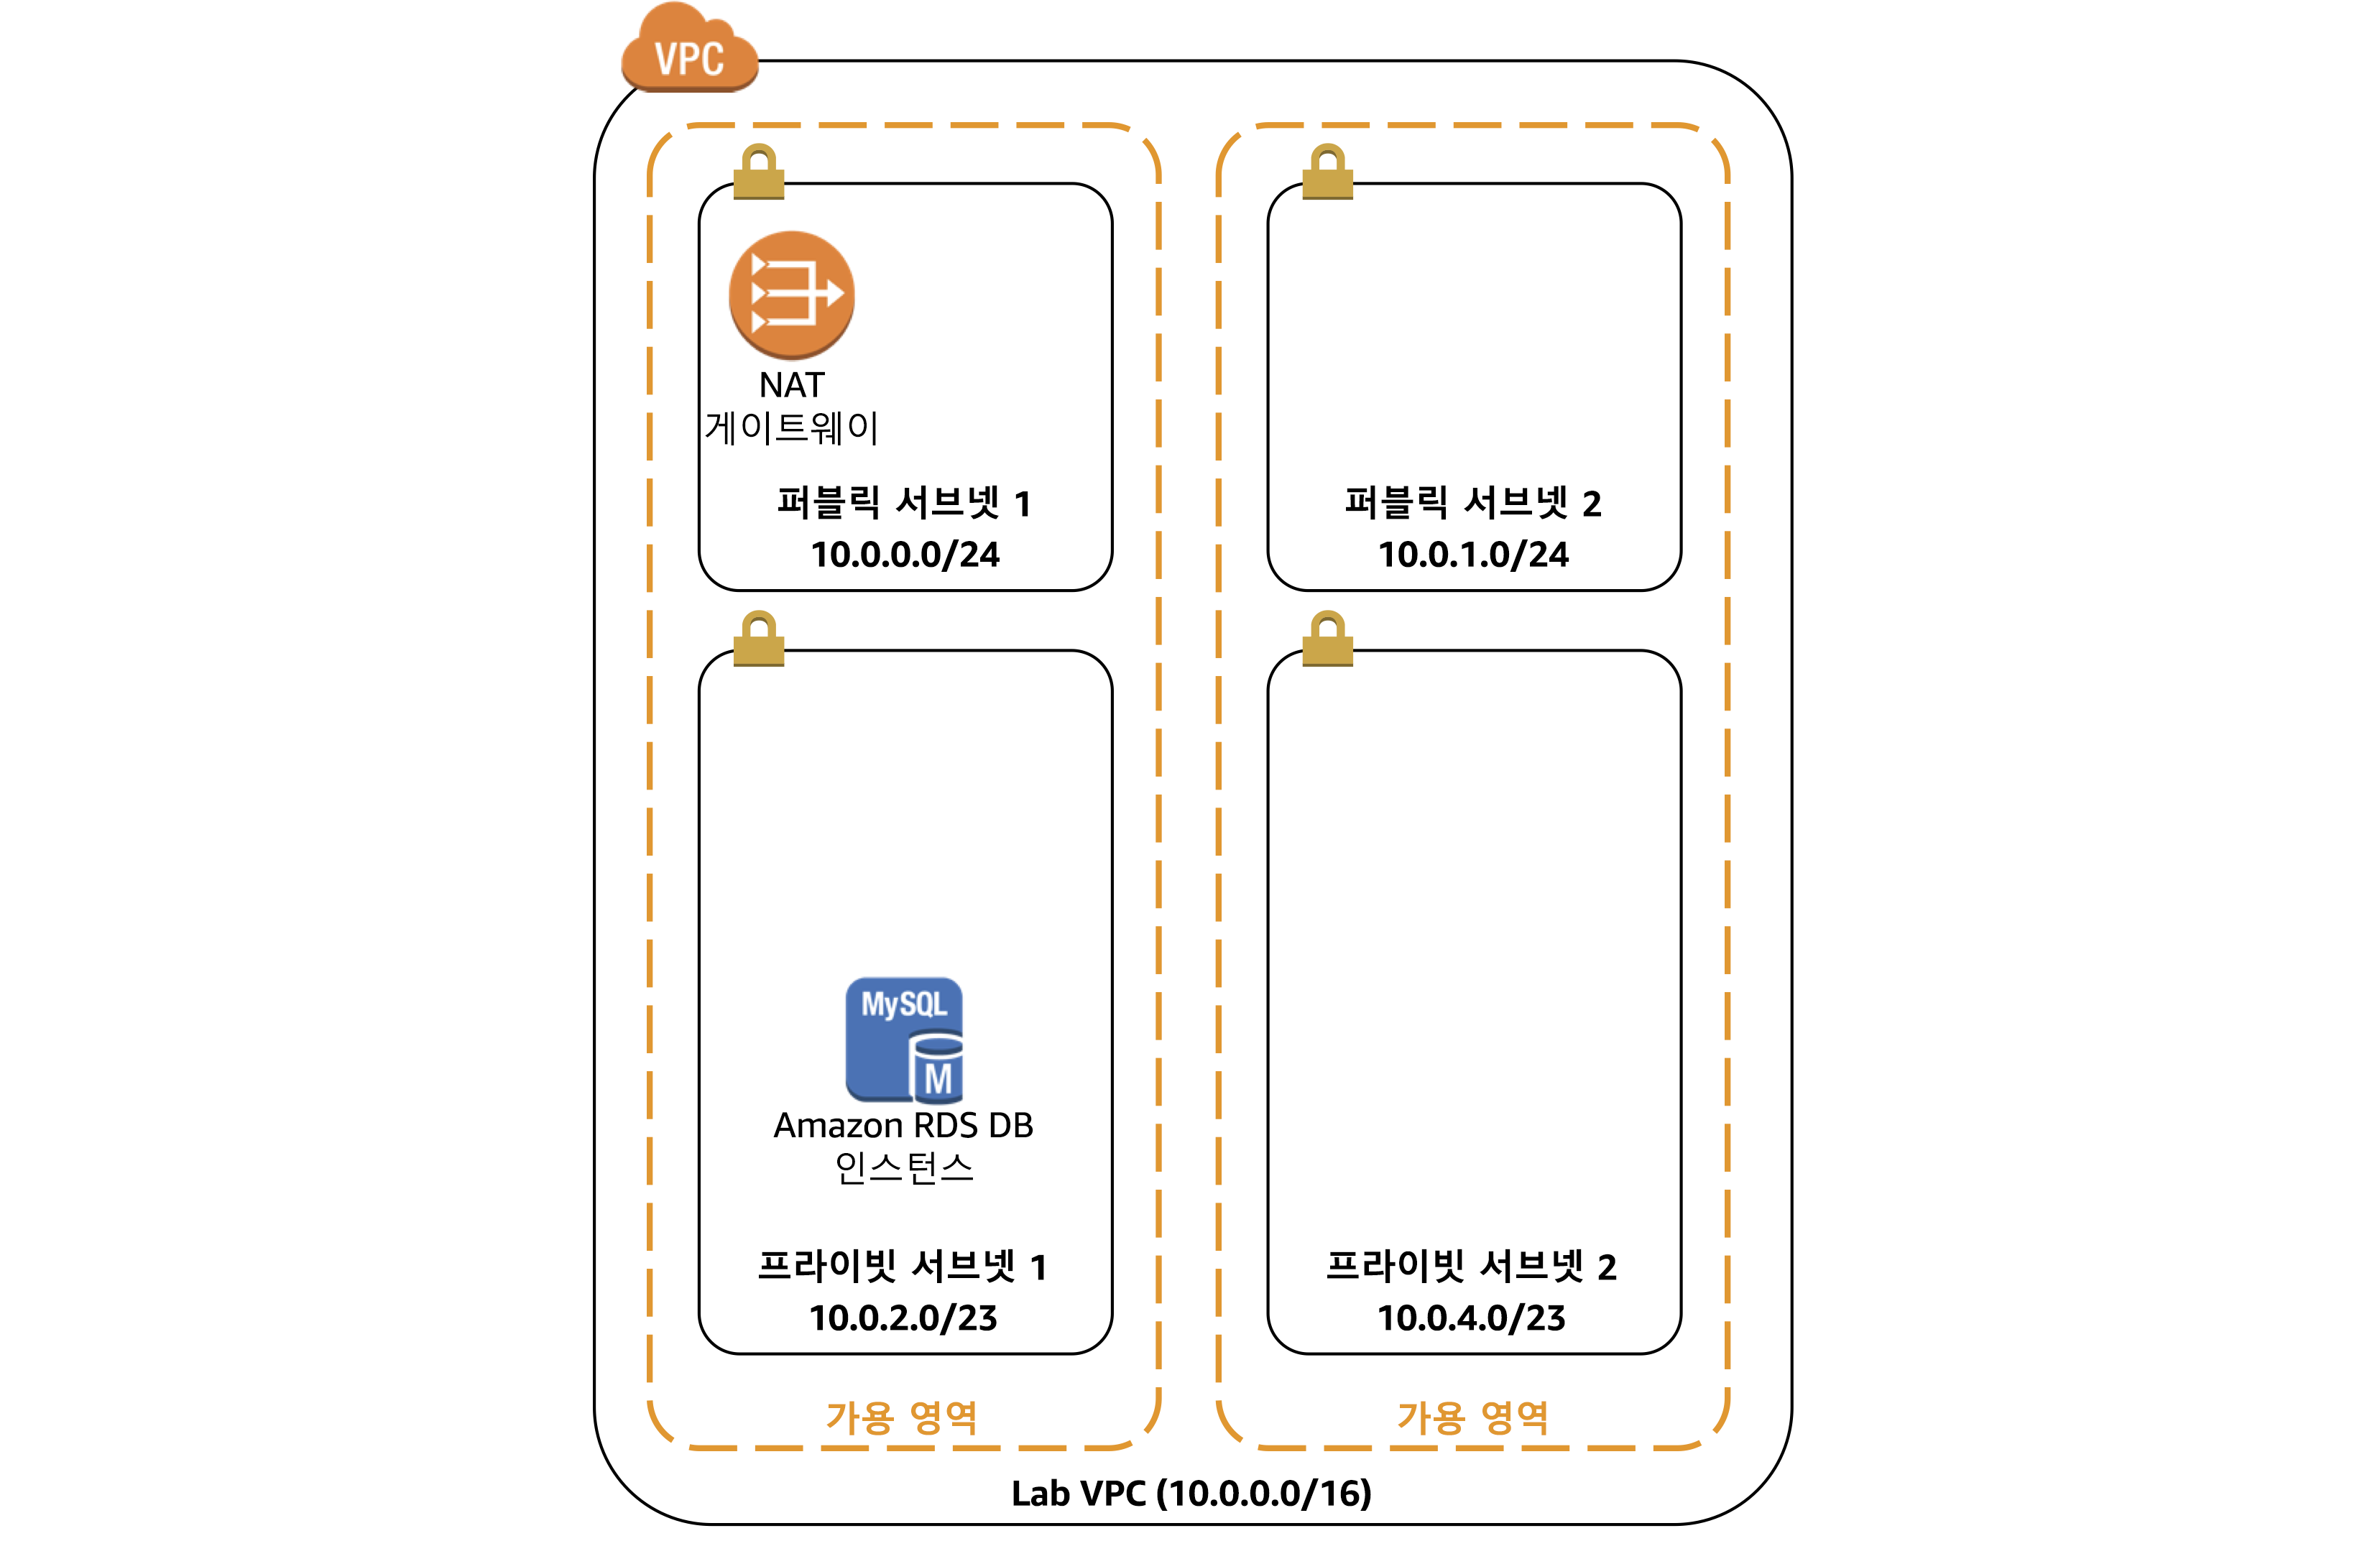 VPC
NAT
게이트웨이
퍼블릭 서브넷 1
10.0.0.0/24
퍼블릭 서브넷 2
10.0.1.0/24
MySQL
M
Amazon RDS DB
인스턴스
프라이빗 서브넷 1
10.0.2.0/23
프라이빗 서브넷 2
10.0.4.0/23
가용 영역
가용 영역
Lab VPC (10.0.0.0/16)